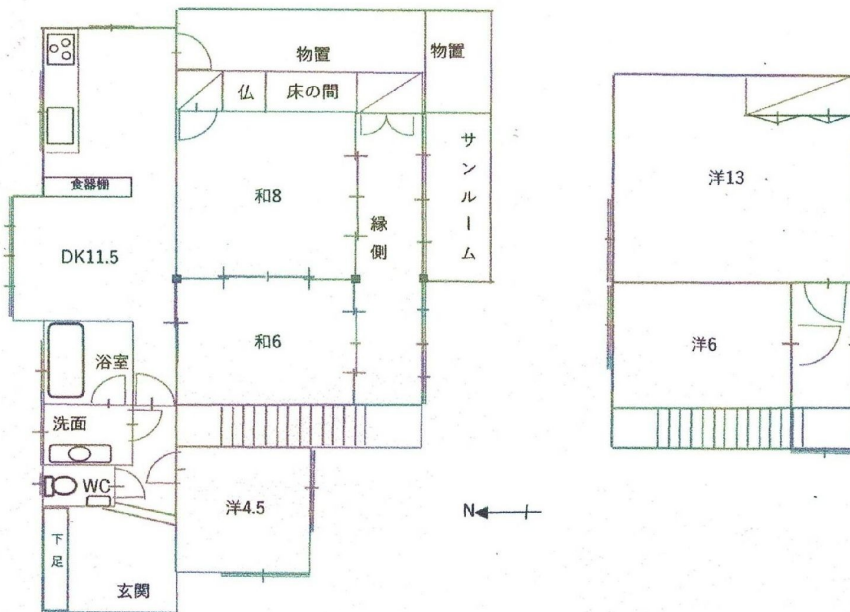 物置
物置
仏
床の間
サンルーム
食器棚
和8
縁側
DK11.5
和6
浴室
洗面
WC
洋4.5
下足
玄関
N
洋13
洋6